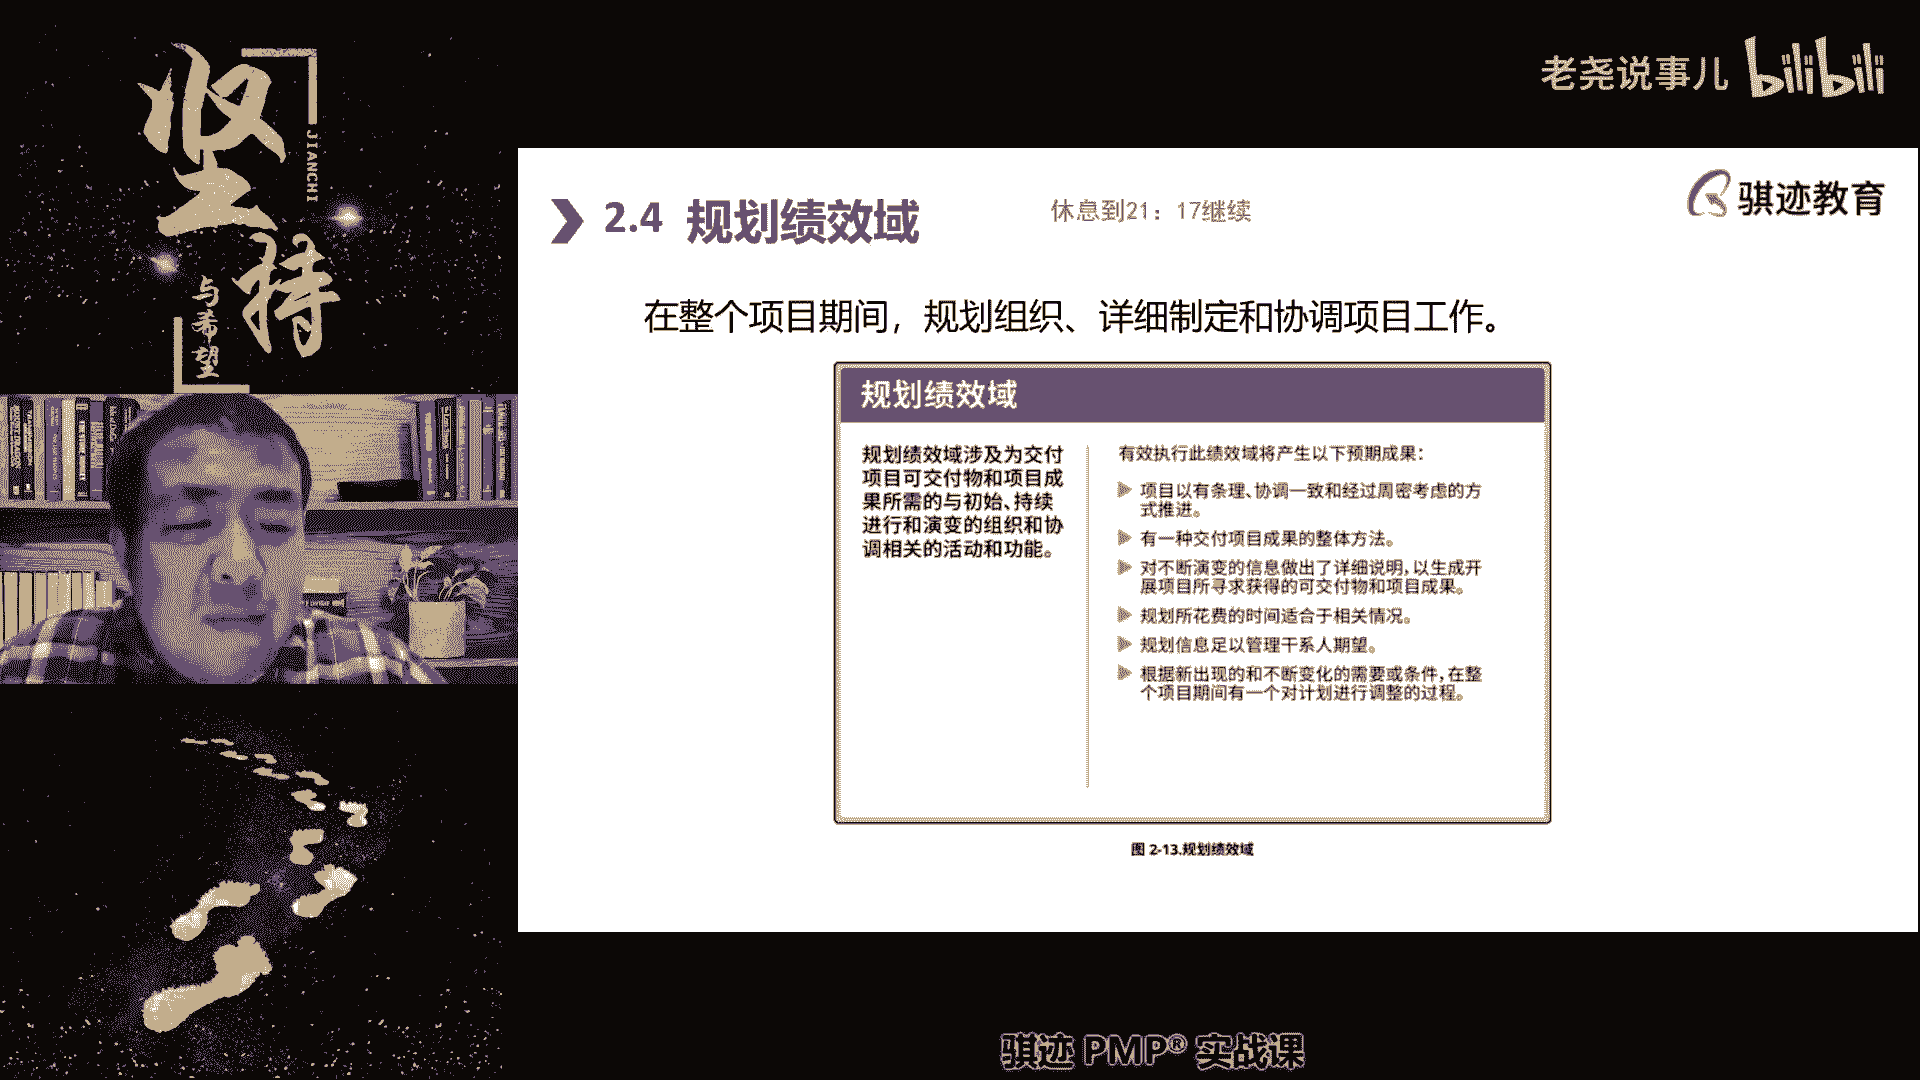 坚持
JIANCHI
与希望
老尧说事儿 bilibili
骐迹教育
2.4 规划绩效域
休息到21：17继续
在整个项目期间，规划组织、详细制定和协调项目工作。
规划绩效域
规划绩效域涉及为交付
项目可交付物和项目成
果所需的与初始、持续
进行和演变的组织和协
调相关的活动和功能。
有效执行此绩效域将产生以下预期成果：
项目以有条理、协调一致和经过周密考虑的方
式推进。
有一种交付项目成果的整体方法。
对不断演变的信息做出了详细说明，以生成开
展项目所寻求获得的可交付物和项目成果。
规划所花费的时间适合于相关情况。
规划信息足以管理干系人期望。
根据新出现的和不断变化的需要或条件，在整
个项目期间有一个对计划进行调整的过程。
图 2-13.规划绩效域
骐迹 PMP® 实战课